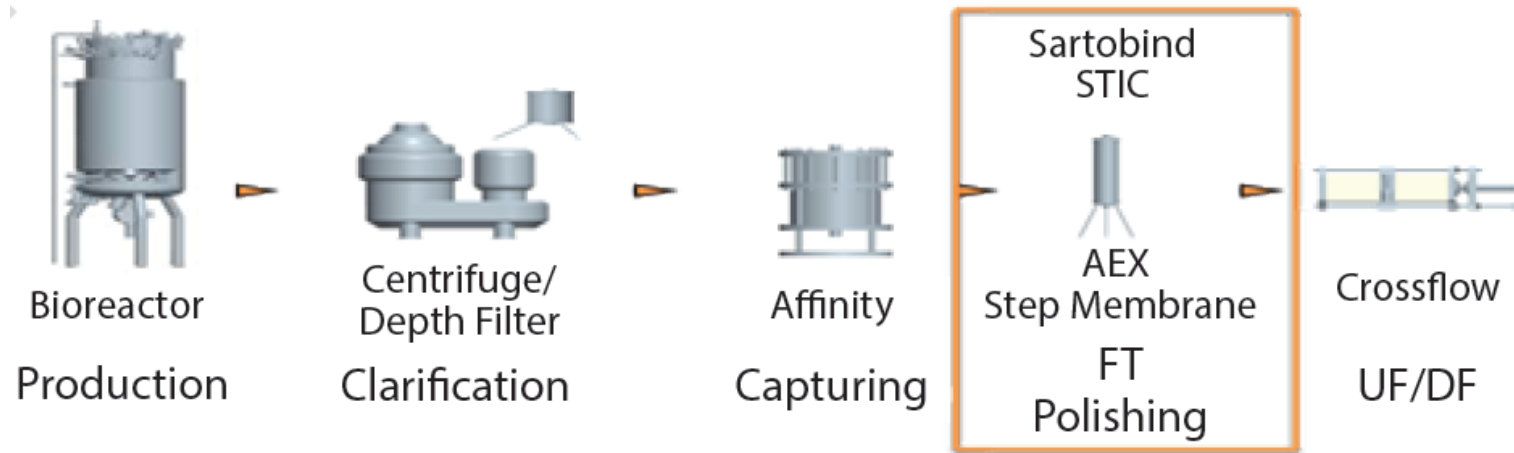 Bioreactor
Production
Centrifuge/
Depth Filter
Clarification
Affinity
Capturing
Sartobind
STIC
AEX
Step Membrane
FT
Polishing
Crossflow
UF/DF